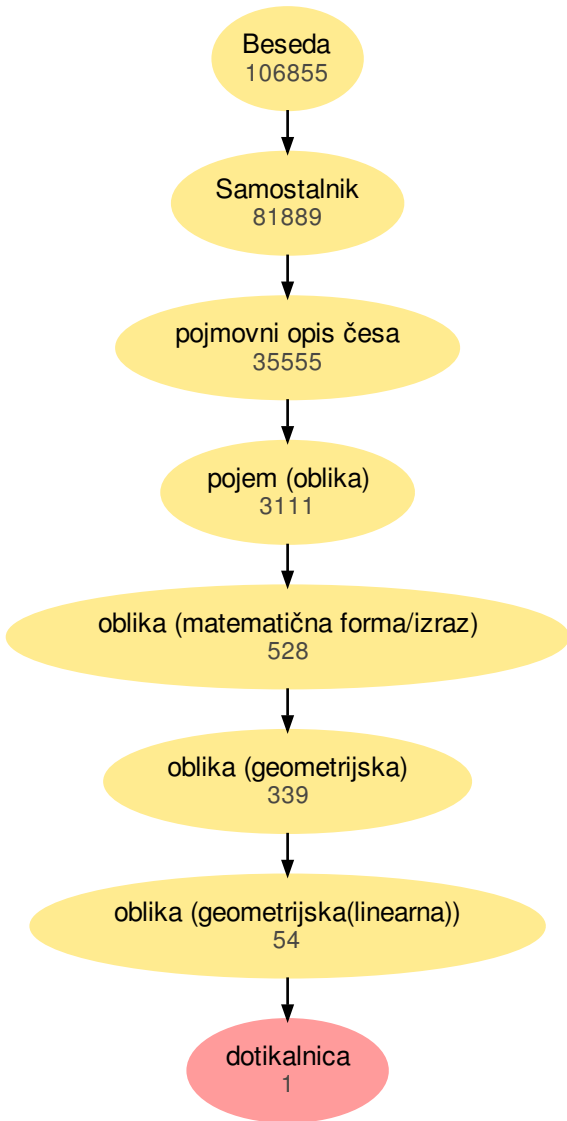 Beseda
106855
Samostalnik
81889
pojmovni opis česa
35555
pojem (oblika)
3111
oblika (matematična forma/izraz)
528
oblika (geometrijska)
339
oblika (geometrijska(linearna))
54
dotikalnica
1